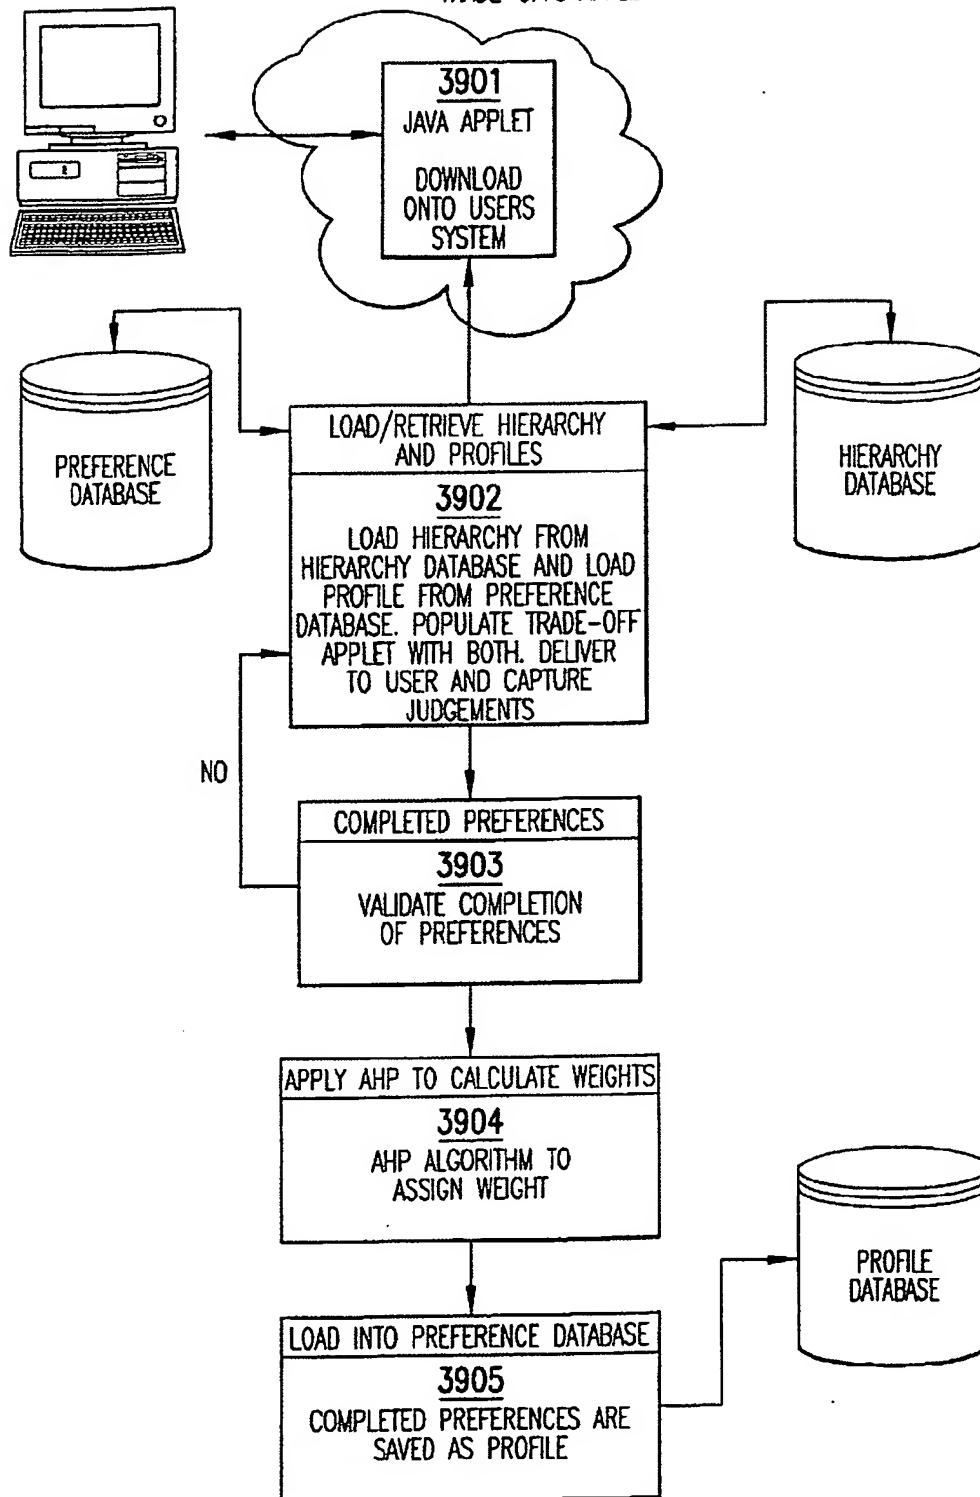 3901
JAVA APPLET
DOWNLOAD
ONTO USERS
SYSTEM
PREFERENCE
DATABASE
LOAD/RETRIEVE HIERARCHY
AND PROFILES
3902
LOAD HIERARCHY FROM
HIERARCHY DATABASE AND LOAD
PROFILE FROM PREFERENCE
DATABASE. POPULATE TRADE-OFF
APPLET WITH BOTH. DELIVER
TO USER AND CAPTURE
JUDGEMENTS
HIERARCHY
DATABASE
NO
COMPLETED PREFERENCES
3903
VALIDATE COMPLETION
OF PREFERENCES
APPLY AHP TO CALCULATE WEIGHTS
3904
AHP ALGORITHM TO
ASSIGN WEIGHT
PROFILE
DATABASE
LOAD INTO PREFERENCE DATABASE
3905
COMPLETED PREFERENCES ARE
SAVED AS PROFILE